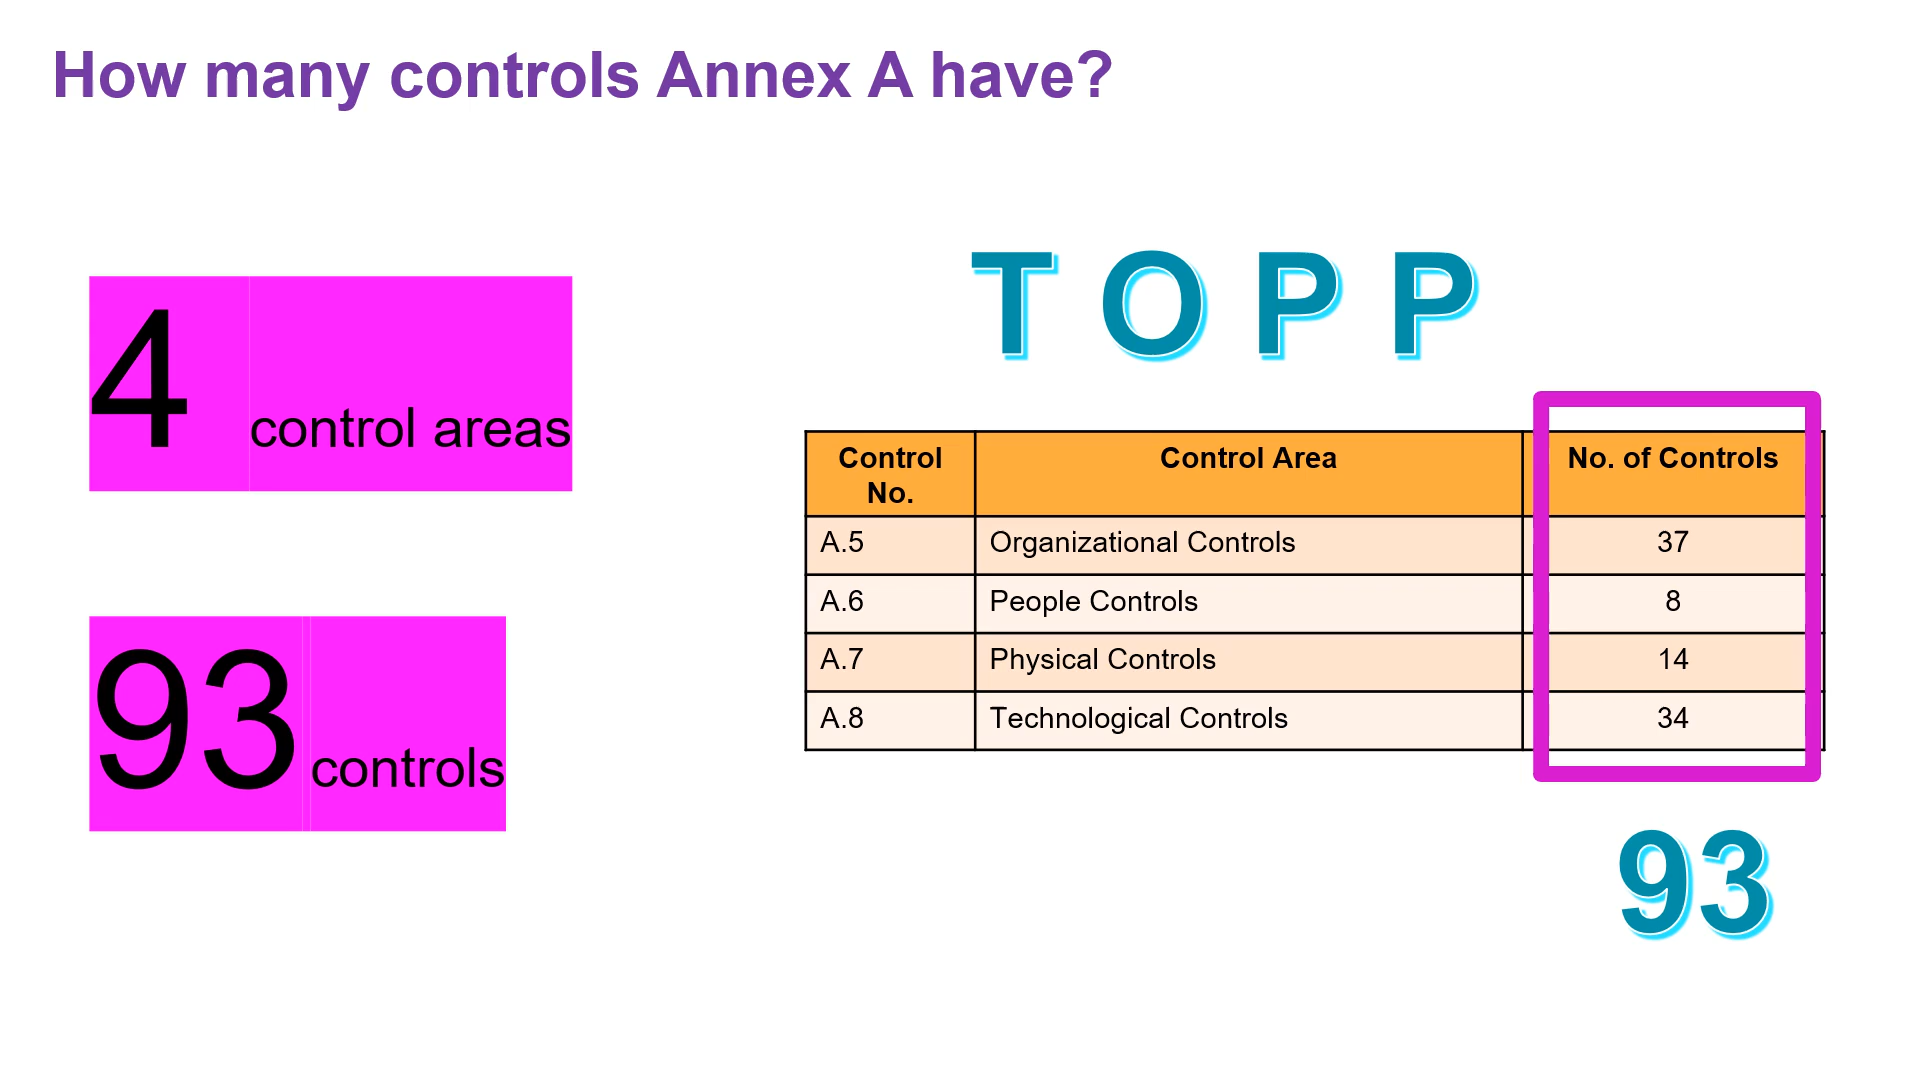 How many controls Annex A have?
4 control areas
93 controls
T O P P
Control No. Control Area No. of Controls
A.5 Organizational Controls 37
A.6 People Controls 8
A.7 Physical Controls 14
A.8 Technological Controls 34
93